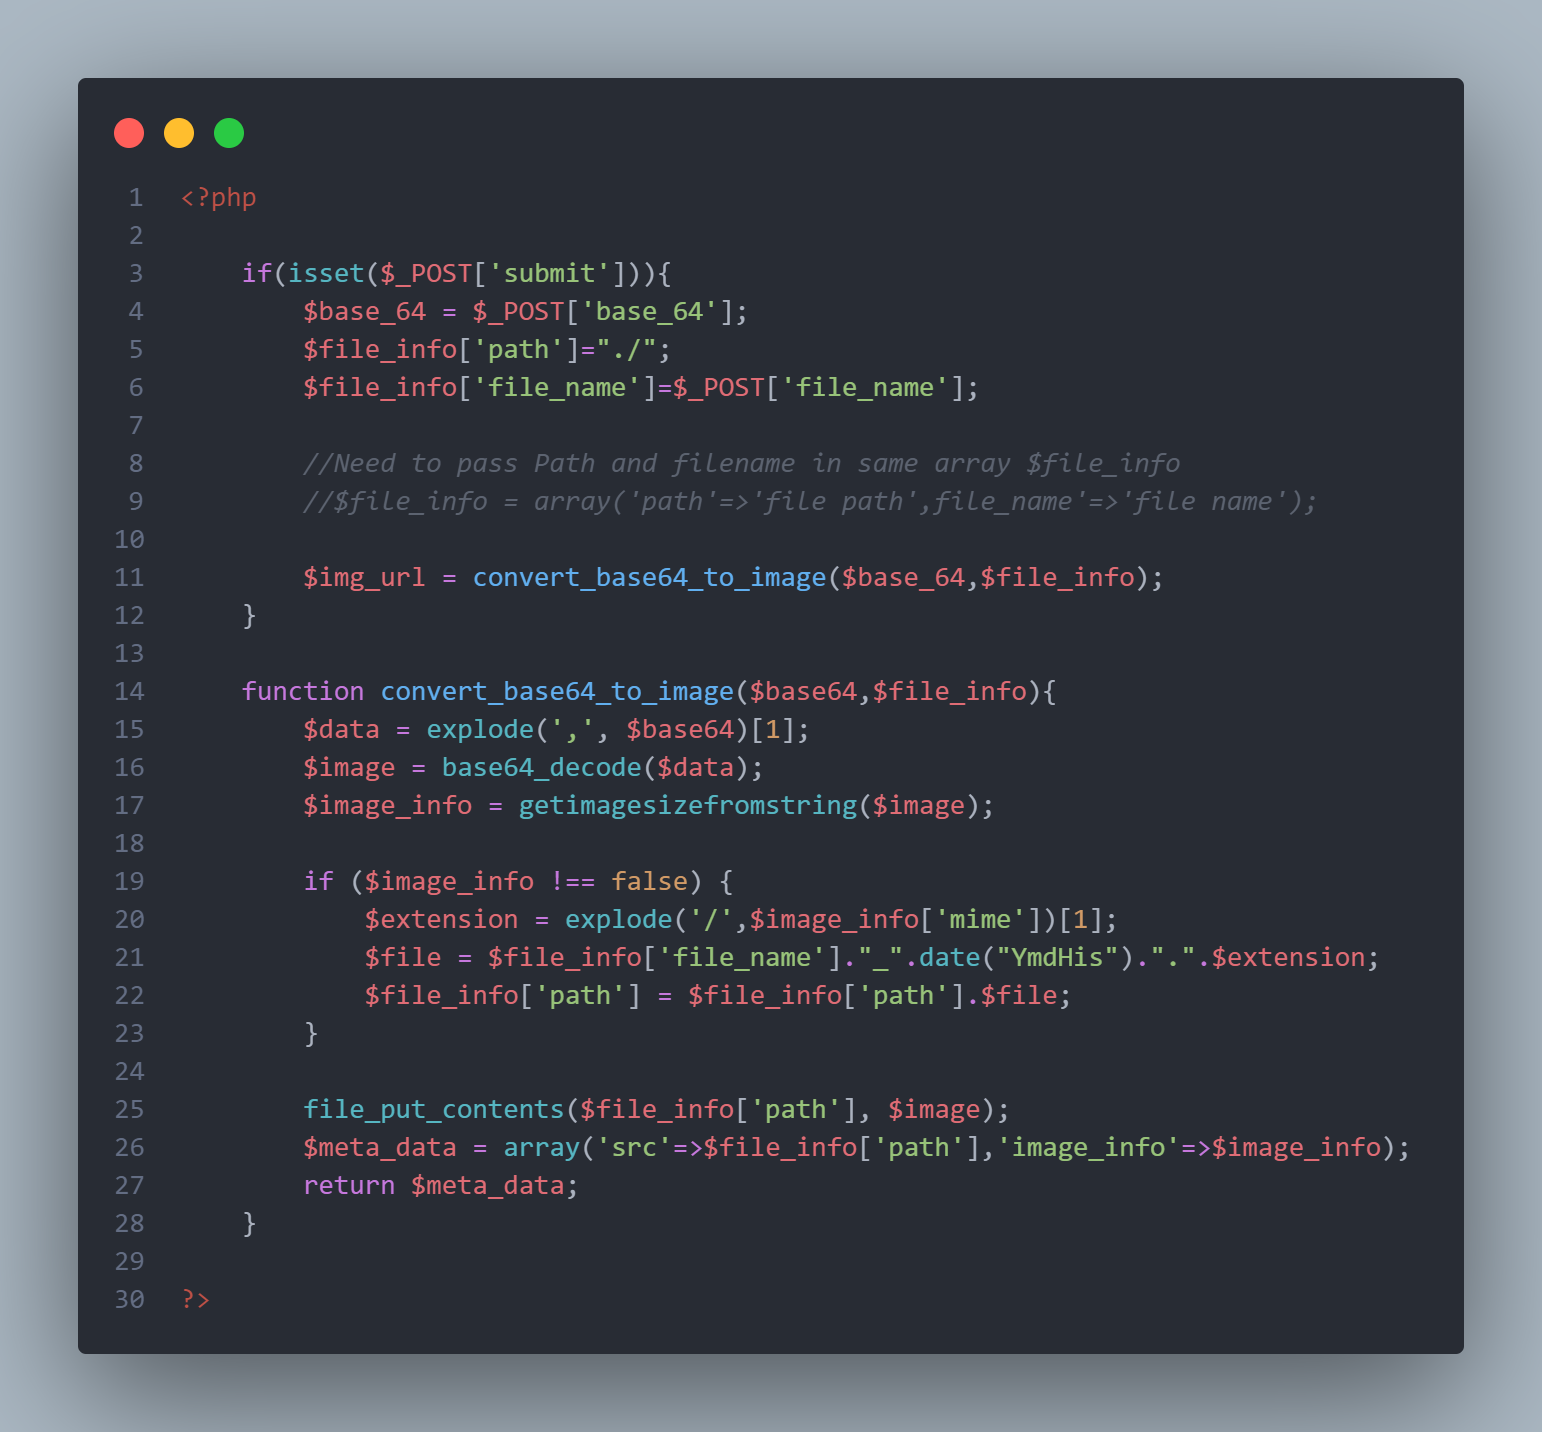 1 <?php
2
3     if(isset($_POST['submit'])){
4         $base_64 = $_POST['base_64'];
5         $file_info['path']="./";
6         $file_info['file_name']=$_POST['file_name'];
7
8         //Need to pass Path and filename in same array $file_info
9         //$file_info = array('path'=>'file path',file_name'=>'file name');
10
11         $img_url = convert_base64_to_image($base_64,$file_info);
12     }
13
14     function convert_base64_to_image($base64,$file_info){
15         $data = explode(',', $base64)[1];
16         $image = base64_decode($data);
17         $image_info = getimagesizefromstring($image);
18
19         if ($image_info !== false) {
20             $extension = explode('/',$image_info['mime'])[1];
21             $file = $file_info['file_name']."_".date("YmdHis").".".$extension;
22             $file_info['path'] = $file_info['path'].$file;
23         }
24
25         file_put_contents($file_info['path'], $image);
26         $meta_data = array('src'=>$file_info['path'],'image_info'=>$image_info);
27         return $meta_data;
28     }
29
30 ?>